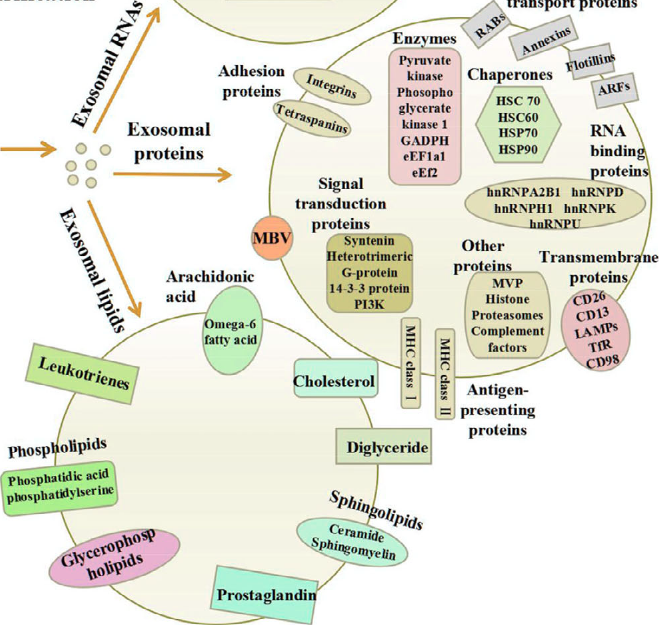 transport proteins
Exosomal RNAs
RABs
Annexins
Flotillins
ARFs
Enzymes
Pyruvate
kinase
Phosopho
glycerate
kinase 1
GADPH
eEF1a1
eEf2
Chaperones
HSC 70
HSC60
HSP70
HSP90
Adhesion
proteins
Integrins
Tetraspanins
Exosomal
proteins
RNA
binding
proteins
hnRNPA2B1 hnRNPD
hnRNPH1 hnRNPK
hnRNPU
Signal
transduction
proteins
Syntenin
Heterotrimeric
G-protein
14-3-3 protein
PI3K
MBV
Other
proteins
MVP
Histone
Proteasomes
Complement
factors
Transmembrane
proteins
CD26
CD13
LAMPs
TfR
CD98
MHC class I
MHC class II
Antigen-
presenting
proteins
Exosomal lipids
Arachidonic
acid
Omega-6
fatty acid
Leukotrienes
Cholesterol
Diglyceride
Phospholipids
Phosphatidic acid
phosphatidylserine
Sphingolipids
Ceramide
Sphingomyelin
Glycerophosp
holipids
Prostaglandin